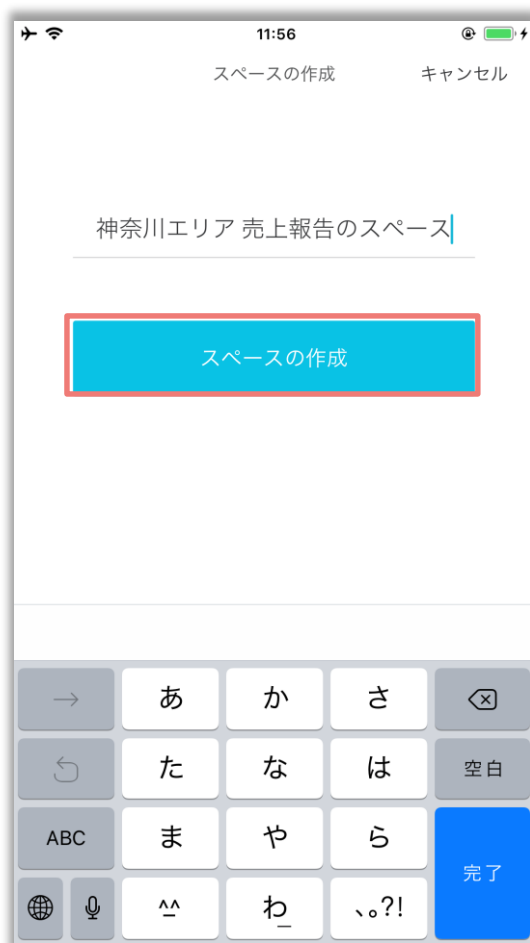 11:56
スペースの作成 キャンセル
神奈川エリア 売上報告のスペース
スペースの作成
→ あ か さ
た な は 空白
ABC ま や ら 完了
^^ わ_ 、。?!